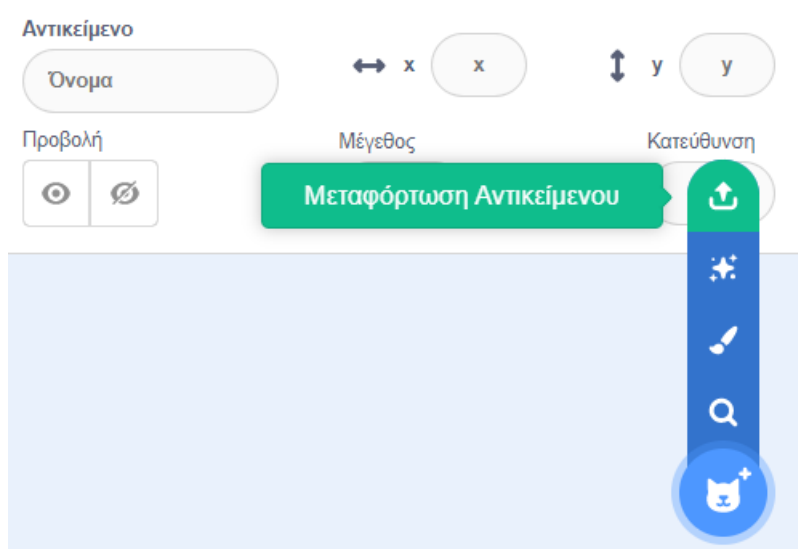 Αντικείμενο
Όνομα
x
x
y
y
Προβολή
Μέγεθος
Κατεύθυνση
Μεταφόρτωση Αντικείμενου